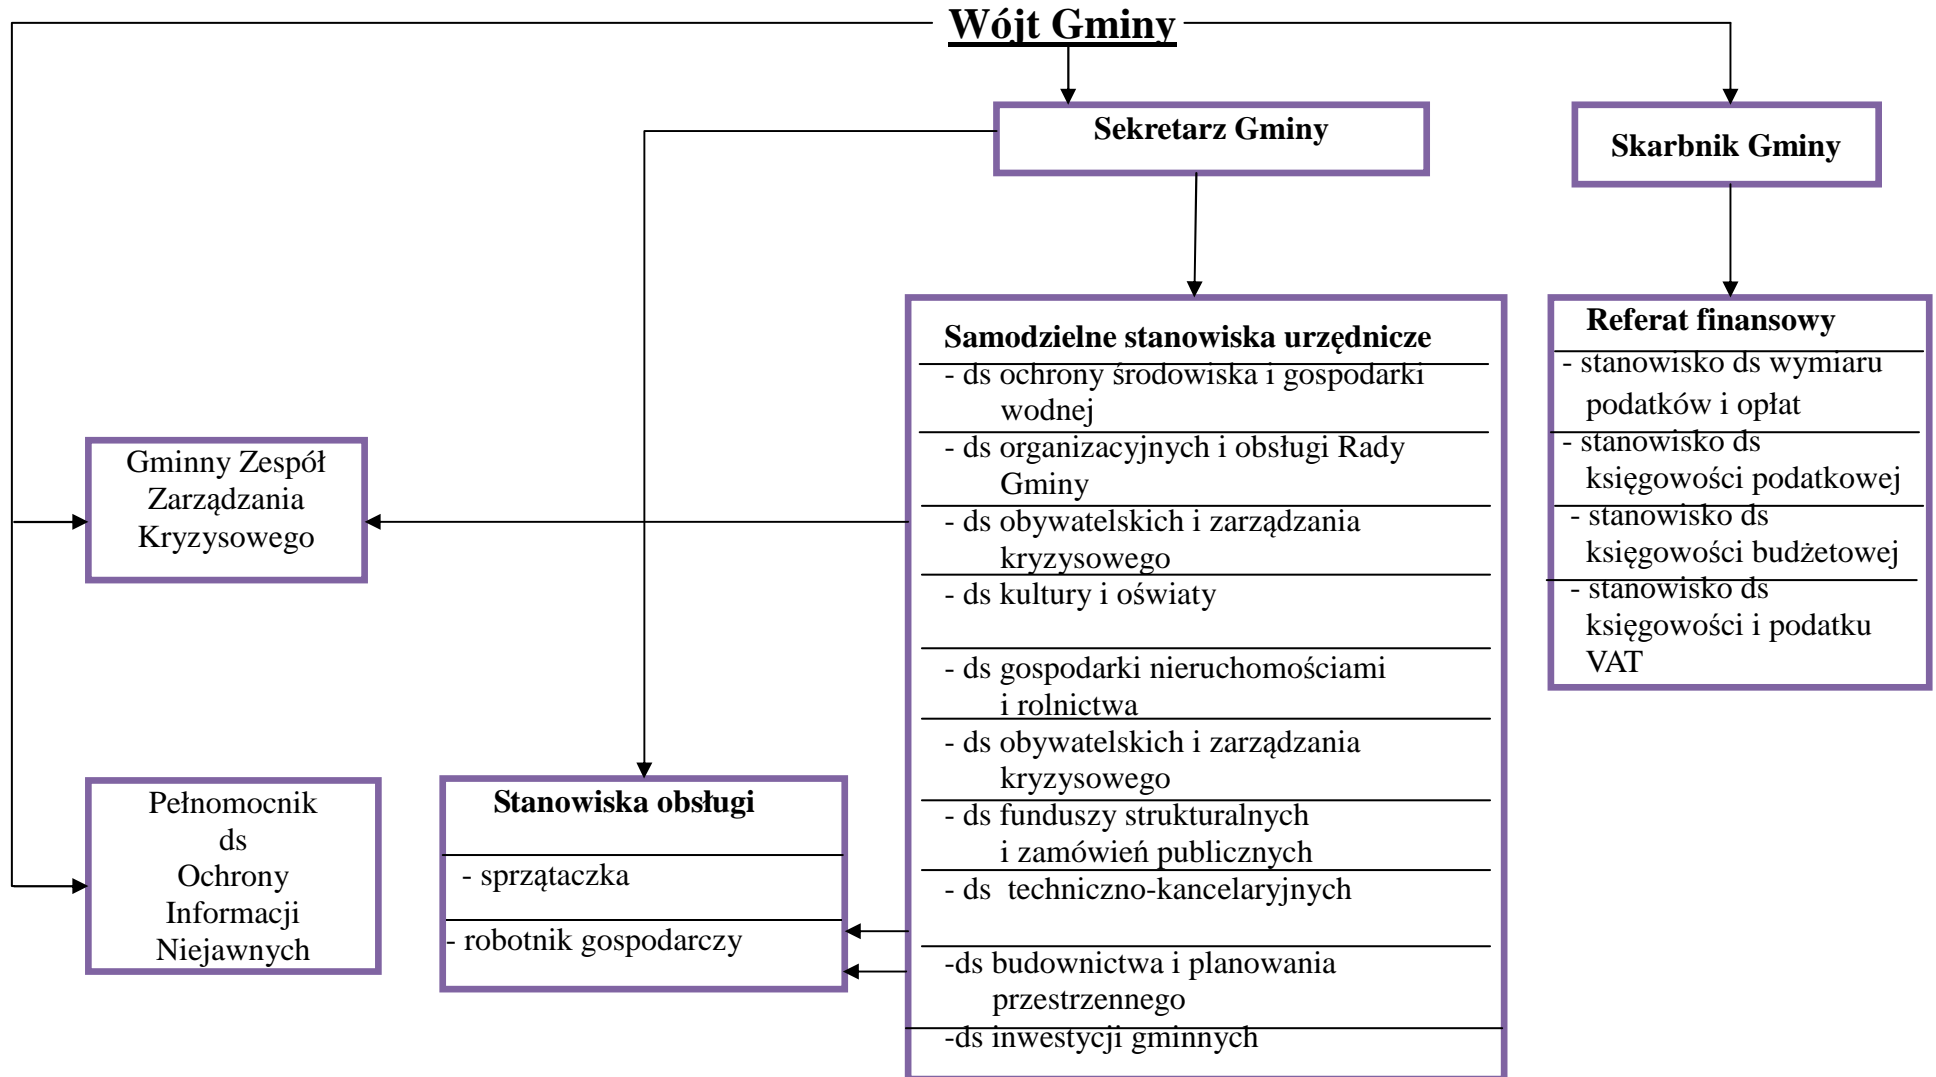 Wójt Gminy
Sekretarz Gminy
Skarbnik Gminy
Gminny Zespół
Zarządzania
Kryzysowego
Pełnomocnik
ds
Ochrony
Informacji
Niejawnych
Stanowiska obsługi
- sprzątaczka
- robotnik gospodarczy
Samodzielne stanowiska urzędnicze
- ds ochrony środowiska i gospodarki
wodnej
- ds organizacyjnych i obsługi Rady
Gminy
- ds obywatelskich i zarządzania
kryzysowego
- ds kultury i oświaty
- ds gospodarki nieruchomościami
i rolnictwa
- ds obywatelskich i zarządzania
kryzysowego
- ds funduszy strukturalnych
i zamówień publicznych
- ds  techniczno-kancelaryjnych
-ds budownictwa i planowania
przestrzennego
-ds inwestycji gminnych
Referat finansowy
- stanowisko ds wymiaru
podatków i opłat
- stanowisko ds
księgowości podatkowej
- stanowisko ds
księgowości budżetowej
- stanowisko ds
księgowości i podatku
VAT